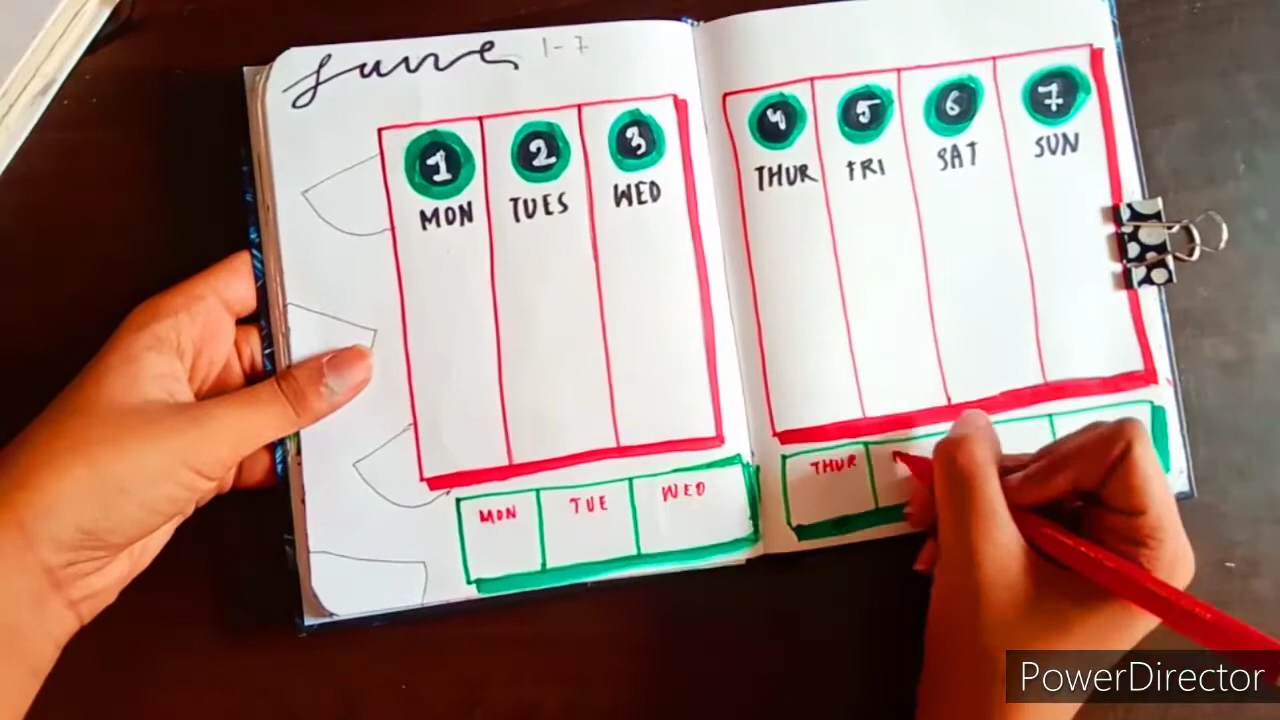 June 1-7
1 2 3
MON TUES WED
4 5 6 7
THUR FRI SAT SUN
MON TUE WED
THUR
PowerDirector